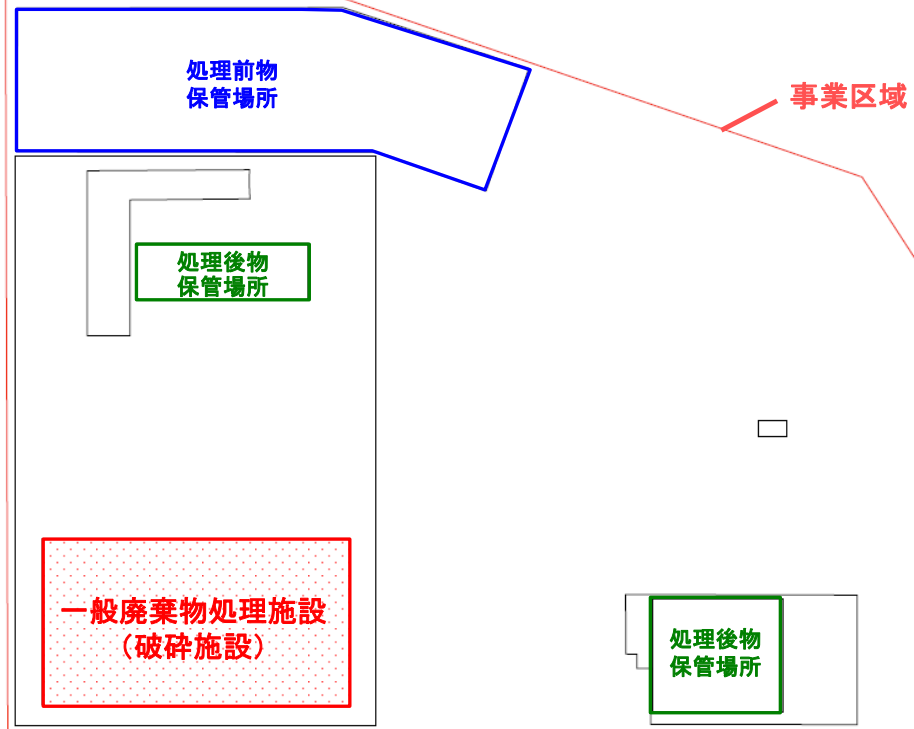 処理前物
保管場所
事業区域
処理後物
保管場所
一般廃棄物処理施設
（破砕施設）
処理後物
保管場所